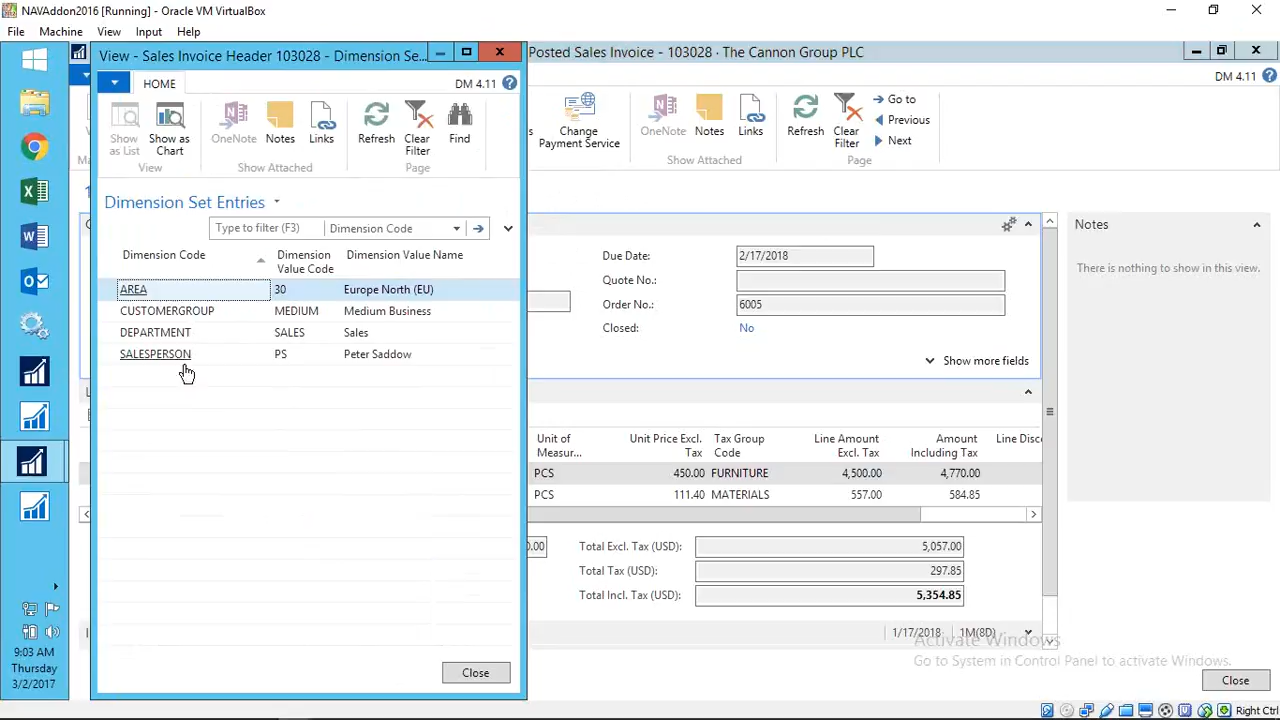 NAVAddon2016 [Running] - Oracle VM VirtualBox
File Machine View Input Help
View - Sales Invoice Header 103028 - Dimension Se...
Posted Sales Invoice - 103028 · The Cannon Group PLC
HOME
DM 4.11
DM 4.11
Show as List
Show as Chart
OneNote
Notes
Links
Refresh
Clear Filter
Find
View
Show Attached
Page
Change Payment Service
OneNote
Notes
Links
Refresh
Clear Filter
Go to
Previous
Next
Show Attached
Page
Dimension Set Entries
Type to filter (F3)
Dimension Code
Dimension Code
Dimension Value Code
Dimension Value Name
AREA 30 Europe North (EU)
CUSTOMERGROUP MEDIUM Medium Business
DEPARTMENT SALES Sales
SALESPERSON PS Peter Saddow
Close
Due Date: 2/17/2018
Quote No.:
Order No.: 6005
Closed: No
Show more fields
Notes
There is nothing to show in this view.
Unit of Measur...
Unit Price Excl. Tax
Tax Group Code
Line Amount Excl. Tax
Amount Including Tax
Line Disco
PCS 450.00 FURNITURE 4,500.00 4,770.00
PCS 111.40 MATERIALS 557.00 584.85
0.00
Total Excl. Tax (USD): 5,057.00
Total Tax (USD): 297.85
Total Incl. Tax (USD): 5,354.85
1/17/2018 1M(8D)
Activate Windows
Go to System in Control Panel to activate Windows.
Close
9:03 AM
Thursday
3/2/2017
Right Ctrl